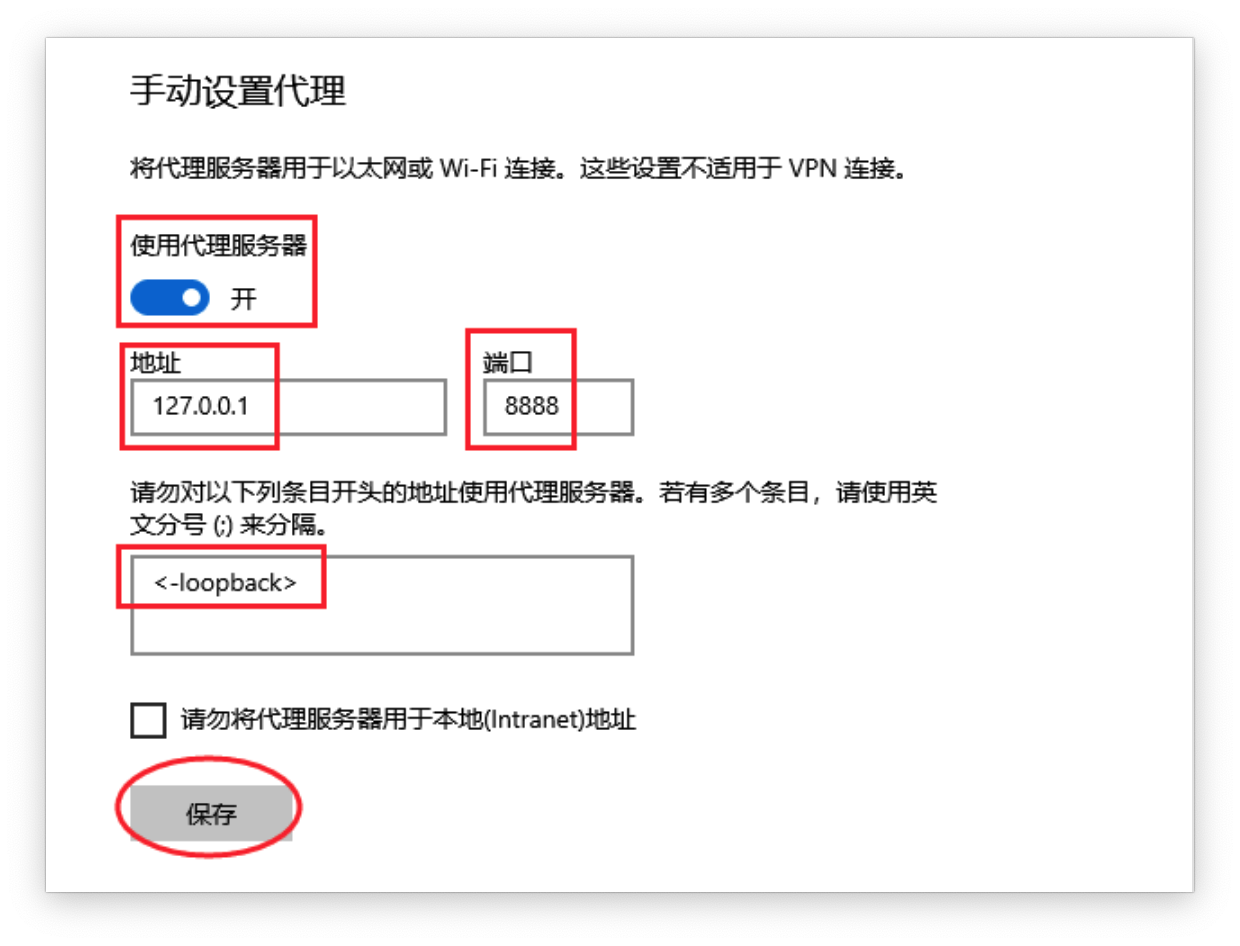 手动设置代理
将代理服务器用于以太网或 Wi-Fi 连接。这些设置不适用于 VPN 连接。
使用代理服务器
开
地址 端口
127.0.0.1 8888
请勿对以下列条目开头的地址使用代理服务器。若有多个条目，请使用英
文分号 (;) 来分隔。
<-loopback>
请勿将代理服务器用于本地(Intranet)地址
保存